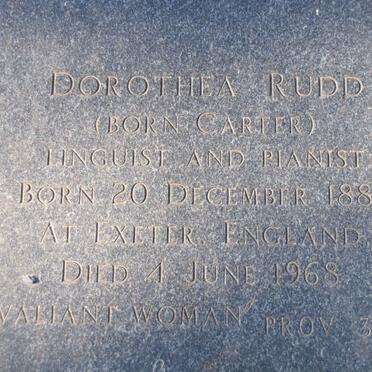 DOROTHEA RUDD
(BORN CARTER)
LINGUIST AND PIANIST
BORN 20 DECEMBER 188
AT EXETER, ENGLAND
DIED 4 JUNE 1968
VALIANT WOMAN" PROV. 3